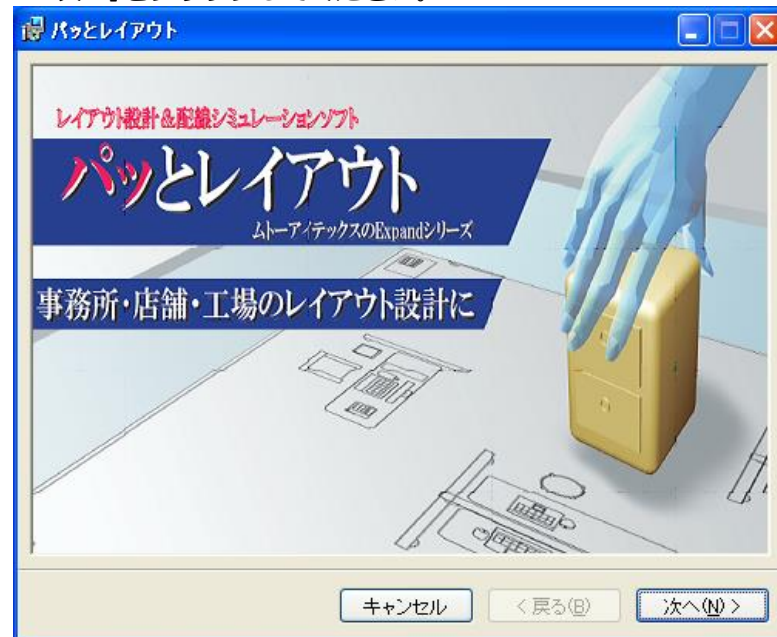 パッとレイアウト
レイアウト設計&配線シミュレーションソフト
パッとレイアウト
ムトーアイテックスのExpandシリーズ
事務所・店舗・工場のレイアウト設計に
キャンセル
<戻る(B)
次へ(N)>